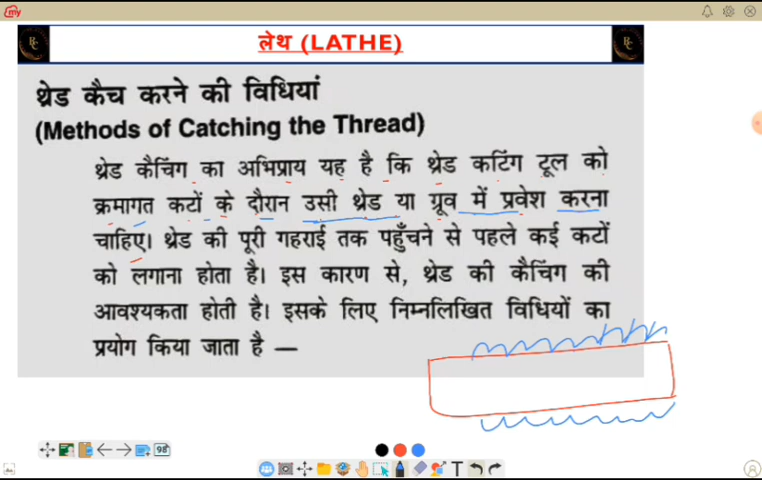 my
लेथ (LATHE)
थ्रेड कैच करने की विधियां
(Methods of Catching the Thread)
थ्रेड कैचिंग का अभिप्राय यह है कि थ्रेड कटिंग टूल को
क्रमागत कटों के दौरान उसी थ्रेड या ग्रूव में प्रवेश करना
चाहिए। थ्रेड की पूरी गहराई तक पहुँचने से पहले कई कटों
को लगाना होता है। इस कारण से, थ्रेड की कैचिंग की
आवश्यकता होती है। इसके लिए निम्नलिखित विधियों का
प्रयोग किया जाता है —
98
T